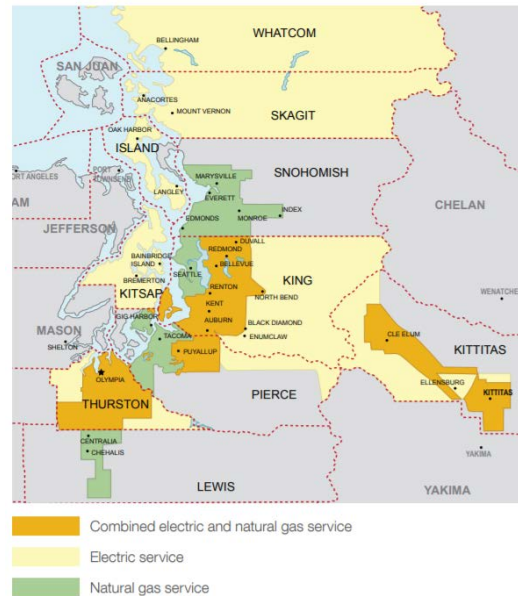 WHATCOM
BELLINGHAM
SAN JUAN
ANACORTES
MOUNT VERNON
SKAGIT
OAK HARBOR
ISLAND
PORT ANGELES
PORT TOWNSEND
SNOHOMISH
MARYSVILLE
LANGLEY
EVERETT
CHELAN
AM
JEFFERSON
EDMONDS
MONROE
INDEX
DUVALL
REDMOND
BAINBRIDGE
ISLAND
BELLEVUE
SEATTLE
KING
BREMERTON
KITSAP
RENTON
NORTH BEND
WENATCHE
KENT
GIG HARBOR
AUBURN
BLACK DIAMOND
MASON
TACOMA
ENUMCLAW
CLE ELUM
SHELTON
PUYALLUP
KITTITAS
OLYMPIA
ELLENSBURG
KITTITAS
PIERCE
THURSTON
CENTRALIA
CHEHALIS
YAKIMA
LEWIS
YAKIMA
Combined electric and natural gas service
Electric service
Natural gas service